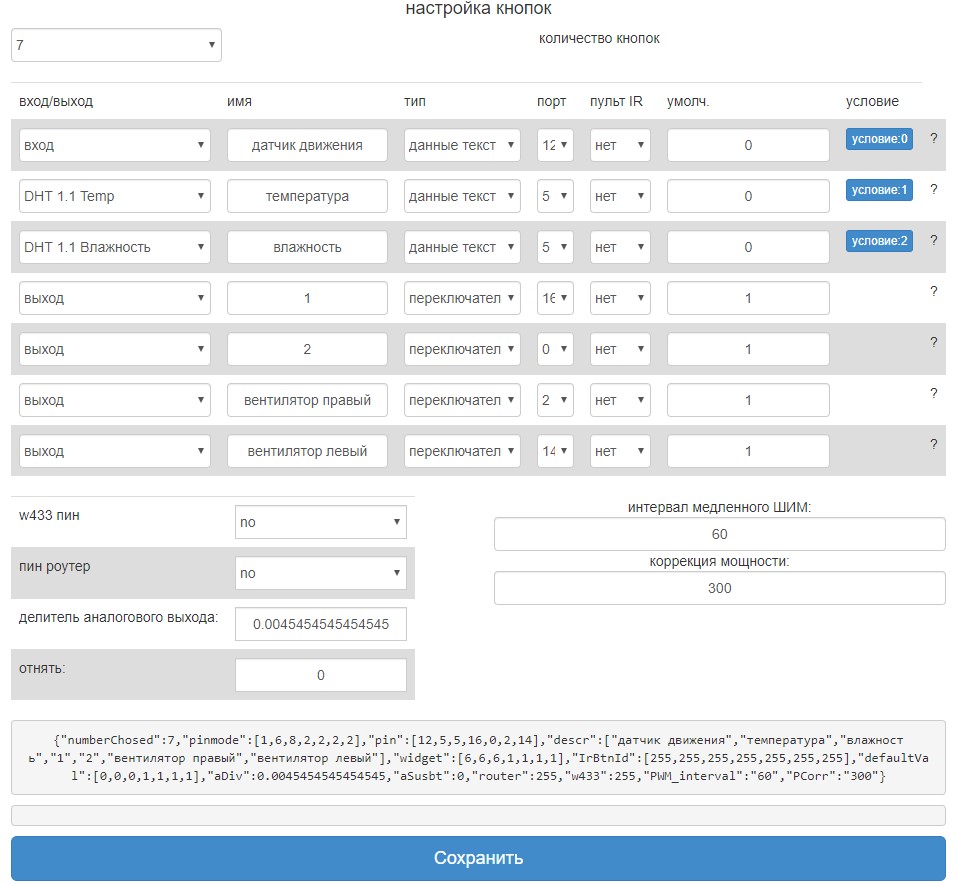 настройка кнопок
7 количество кнопок
вход/выход имя тип порт пульт IR умолч. условие
вход датчик движения данные текст 12 нет 0 условие:0 ?
DHT 1.1 Temp температура данные текст 5 нет 0 условие:1 ?
DHT 1.1 Влажность влажность данные текст 5 нет 0 условие:2 ?
выход 1 переключател 16 нет 1 ?
выход 2 переключател 0 нет 1 ?
выход вентилятор правый переключател 2 нет 1 ?
выход вентилятор левый переключател 14 нет 1 ?
w433 пин no
пин роутер no
делитель аналогового выхода: 0.0045454545454545
отнять: 0
интервал медленного ШИМ:
60
коррекция мощности:
300
{"numberChosed":7,"pinmode":[1,6,8,2,2,2,2],"pin":[12,5,5,16,0,2,14],"descr":["датчик движения","температура","влажност
ь","1","2","вентилятор правый","вентилятор левый"],"widget":[6,6,6,1,1,1,1],"IrBtnId":[255,255,255,255,255,255,255],"defaultVa
l":[0,0,0,1,1,1,1],"aDiv":0.0045454545454545,"aSusbt":0,"router":255,"w433":255,"PWM_interval":"60","PCorr":"300"}
Сохранить